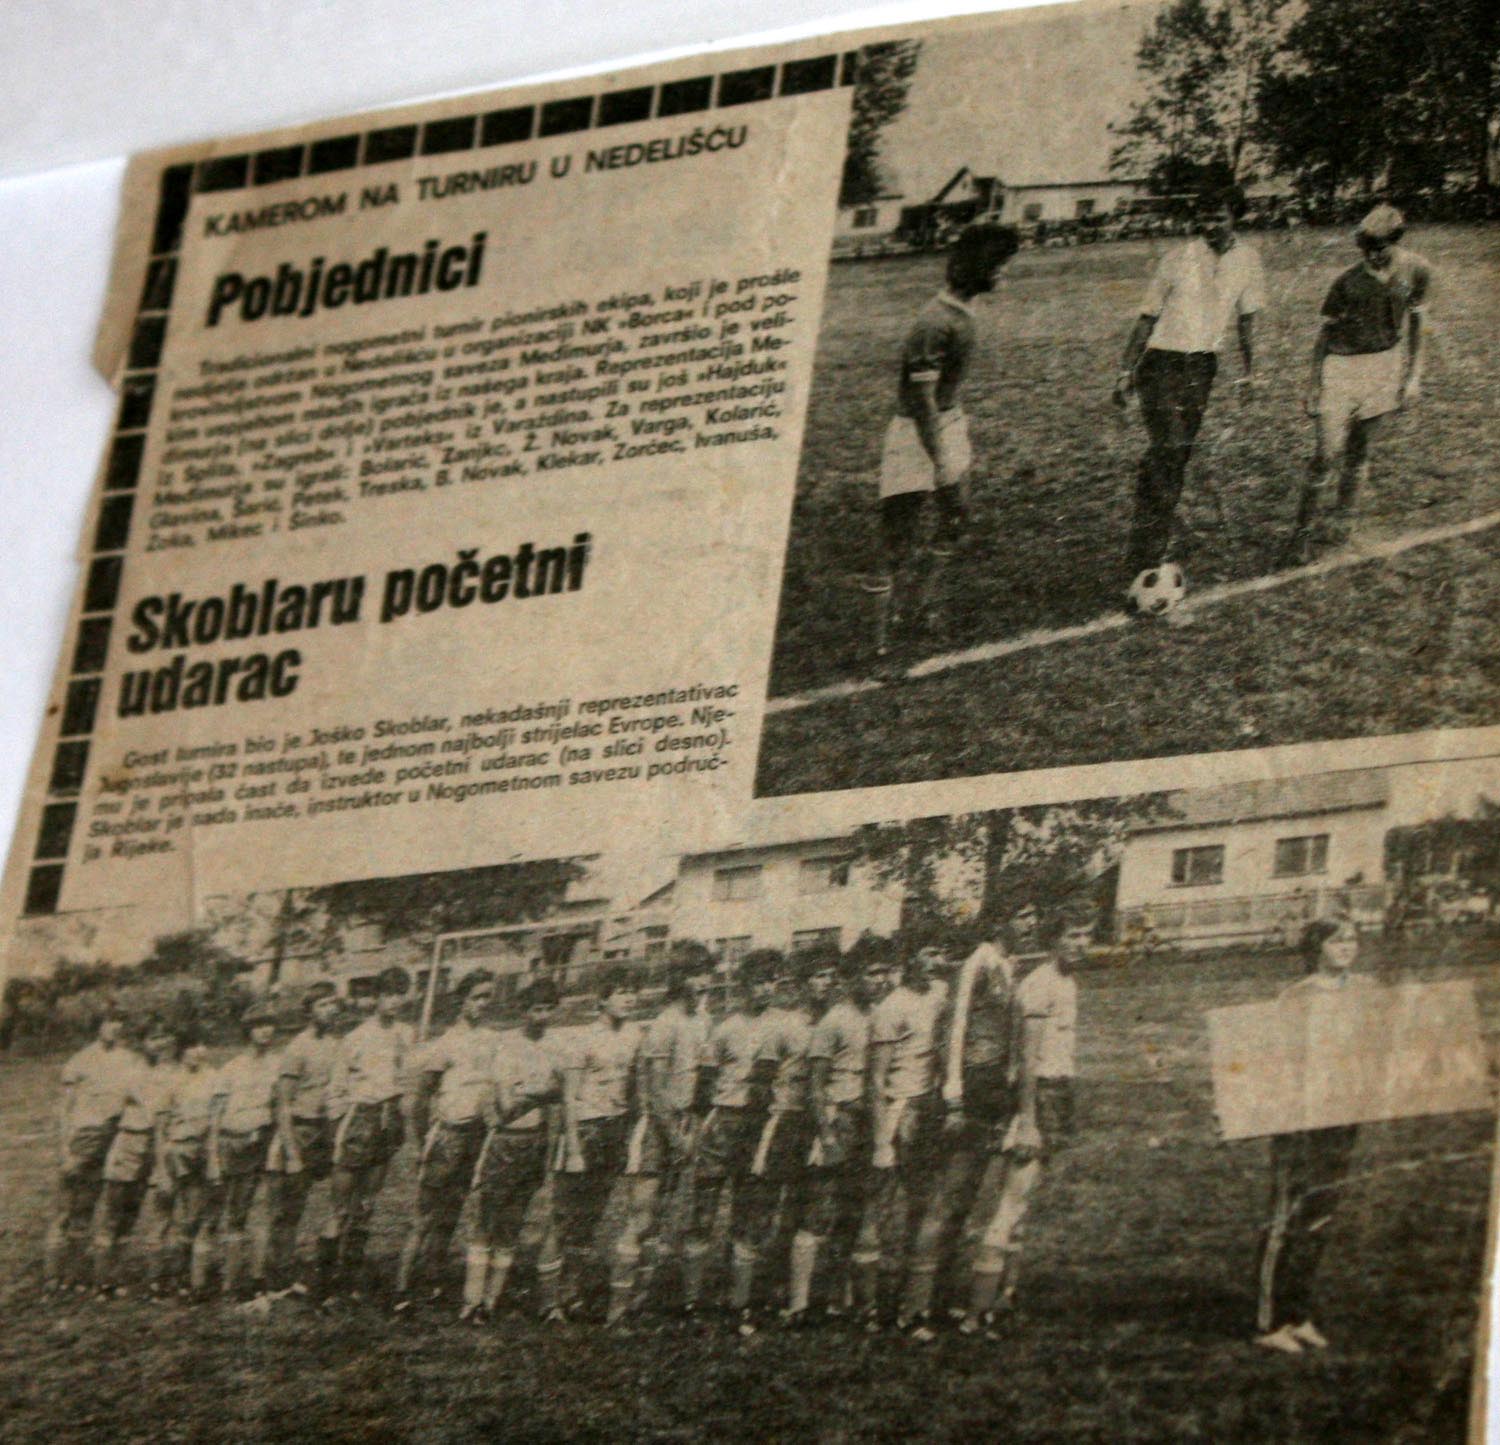 KAMEROM NA TURNIRU U NEDELIŠĆU
Pobjednici
Tradicionalni nogometni turnir pionirskih ekipa, koji je prošle
nedjelje održan u Nedelišću u organizaciji NK »Borca« i pod po-
kroviteljstvom Nogometnog saveza Međimurja, završio je veli-
kim uspjehom mladih igrača iz našega kraja. Reprezentacija Me-
đimurja (na slici dolje) pobjednik je, a nastupili su još »Hajduk«
iz Splita, »Zagreb« i »Varteks« iz Varaždina. Za reprezentaciju
Međimurja su igrali: Bolarić, Zanjko, Ž. Novak, Varga, Kolarić,
Glavina, Šarić, Petek, Treska, B. Novak, Klekar, Zorčec, Ivanuša,
Zoša, Mikec i Šinko.
Skoblaru početni
udarac
Gost turnira bio je Joško Skoblar, nekadašnji reprezentativac
Jugoslavije (32 nastupa), te jednom najbolji strijelac Evrope. Nje-
mu je pripala čast da izvede početni udarac (na slici desno).
Skoblar je sada inače, instruktor u Nogometnom savezu područ-
ja Rijeke.